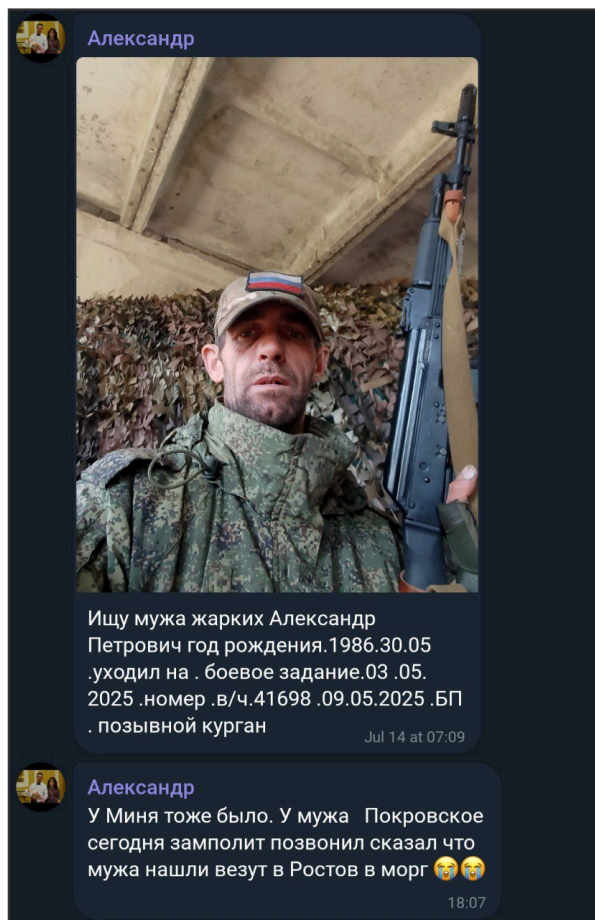 Александр
Ищу мужа жарких Александр
Петрович год рождения.1986.30.05
.уходил на . боевое задание.03 .05.
2025 .номер .в/ч.41698 .09.05.2025 .БП
. позывной курган
Jul 14 at 07:09
Александр
У Миня тоже было. У мужа Покровское
сегодня замполит позвонил сказал что
мужа нашли везут в Ростов в морг 😭😭
18:07